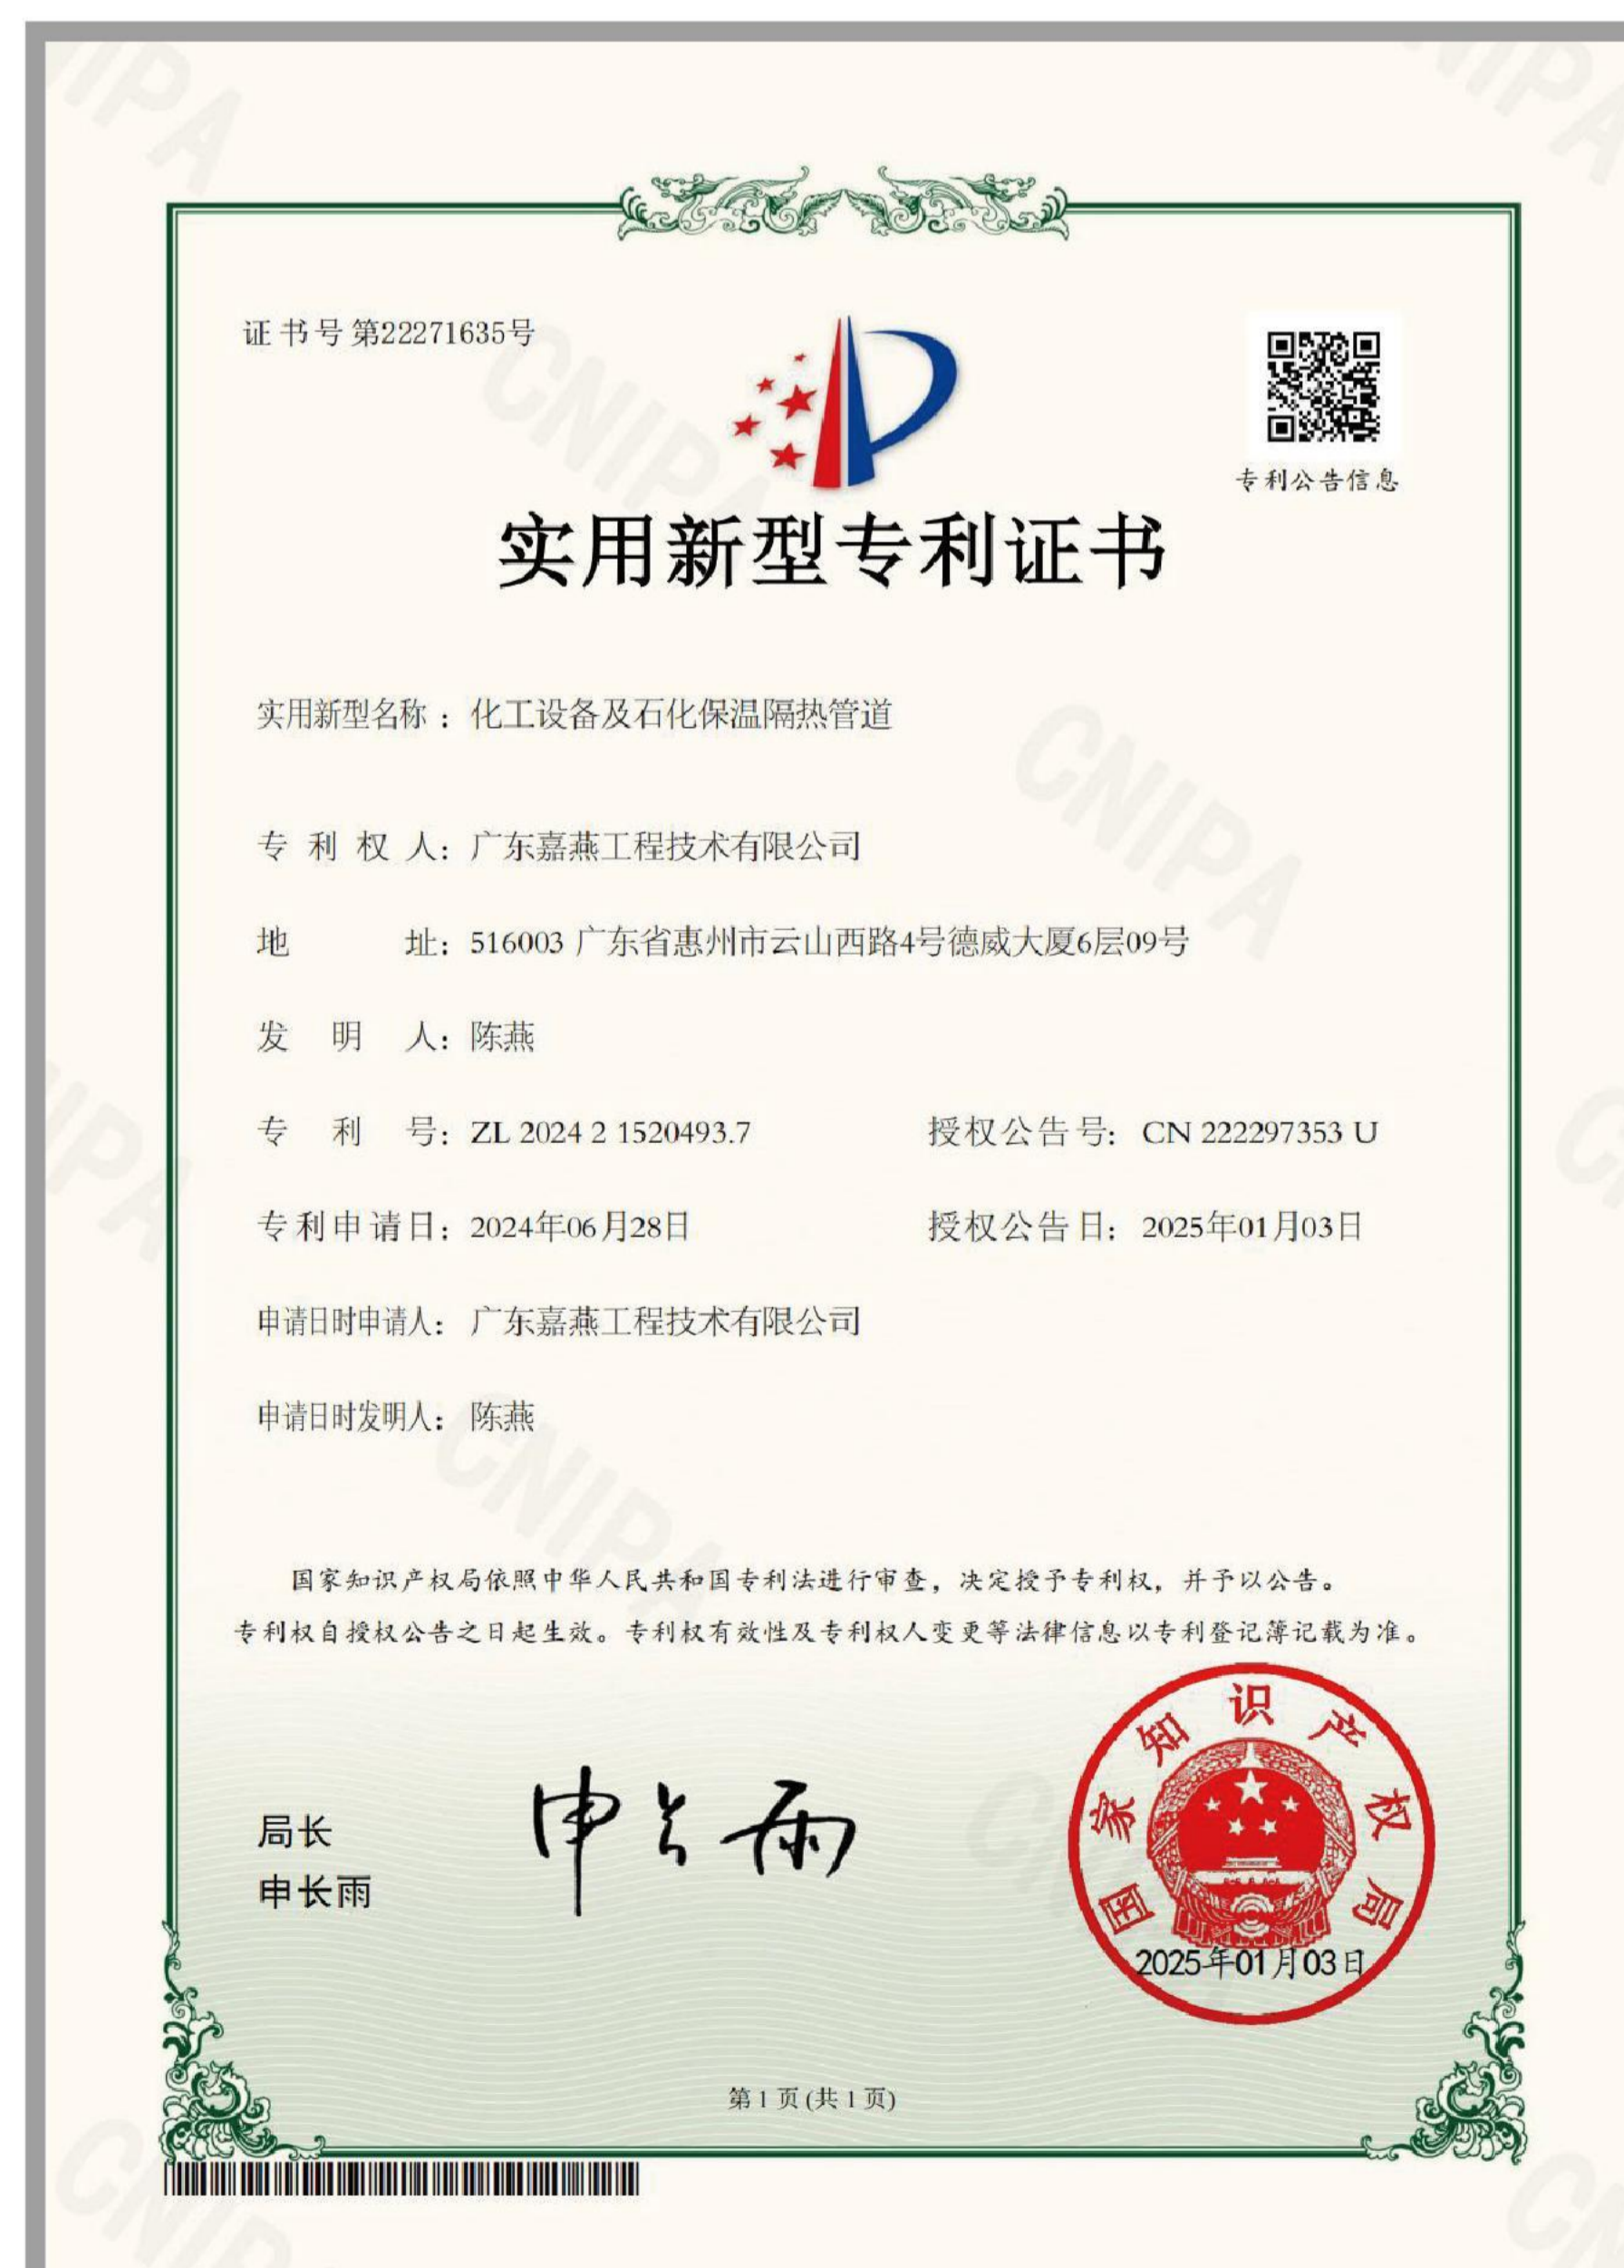 证书号第22271635号
专利公告信息
实用新型专利证书
实用新型名称：化工设备及石化保温隔热管道
专利权人：广东嘉燕工程技术有限公司
地址：516003 广东省惠州市云山西路4号德威大厦6层09号
发明人：陈燕
专利号：ZL 2024 2 1520493.7 授权公告号：CN 222297353 U
专利申请日：2024年06月28日 授权公告日：2025年01月03日
申请日时申请人：广东嘉燕工程技术有限公司
申请日时发明人：陈燕
国家知识产权局依照中华人民共和国专利法进行审查，决定授予专利权，并予以公告。
专利权自授权公告之日起生效。专利权有效性及专利权人变更等法律信息以专利登记簿记载为准。
局长
申长雨
申长雨
国家知识产权局
2025年01月03日
第 1 页 (共 1 页)
CNIPA
CNIPA
CNIPA